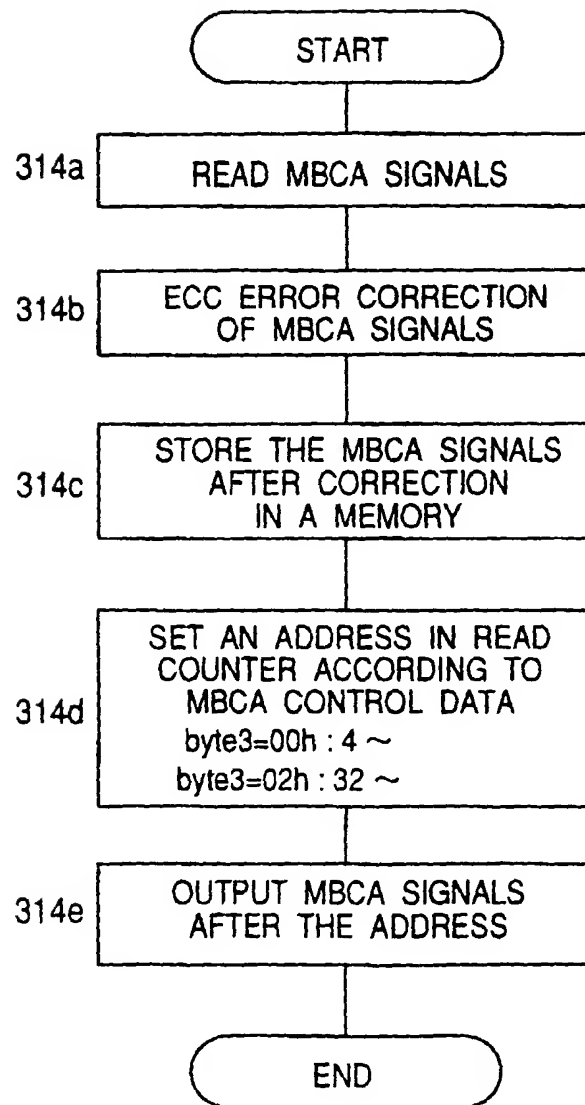 START
314a
READ MBCA SIGNALS
314b
ECC ERROR CORRECTION
OF MBCA SIGNALS
314c
STORE THE MBCA SIGNALS
AFTER CORRECTION
IN A MEMORY
314d
SET AN ADDRESS IN READ
COUNTER ACCORDING TO
MBCA CONTROL DATA
byte3=00h : 4 ~
byte3=02h : 32 ~
314e
OUTPUT MBCA SIGNALS
AFTER THE ADDRESS
END